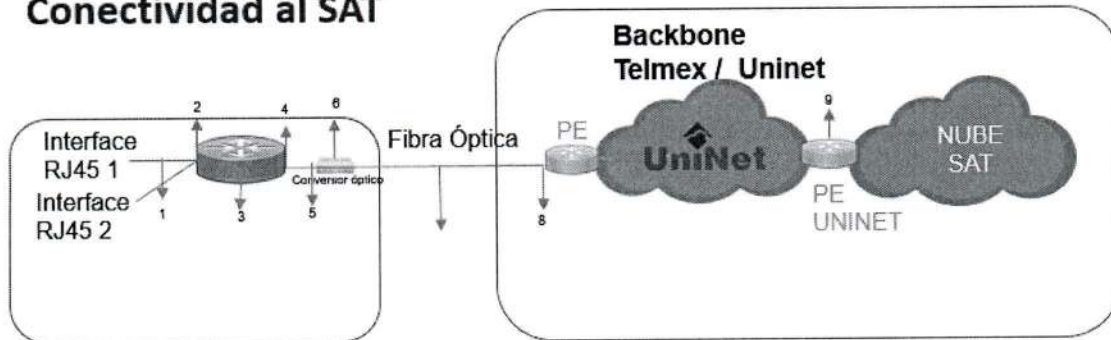 Conectividad al SAT
Backbone
Telmex / Uninet
2
4
6
9
Interface
RJ45 1
Fibra Óptica
PE
UniNet
NUBE
SAT
Conversor óptico
Interface
RJ45 2
1
3
5
8
PE
UNINET